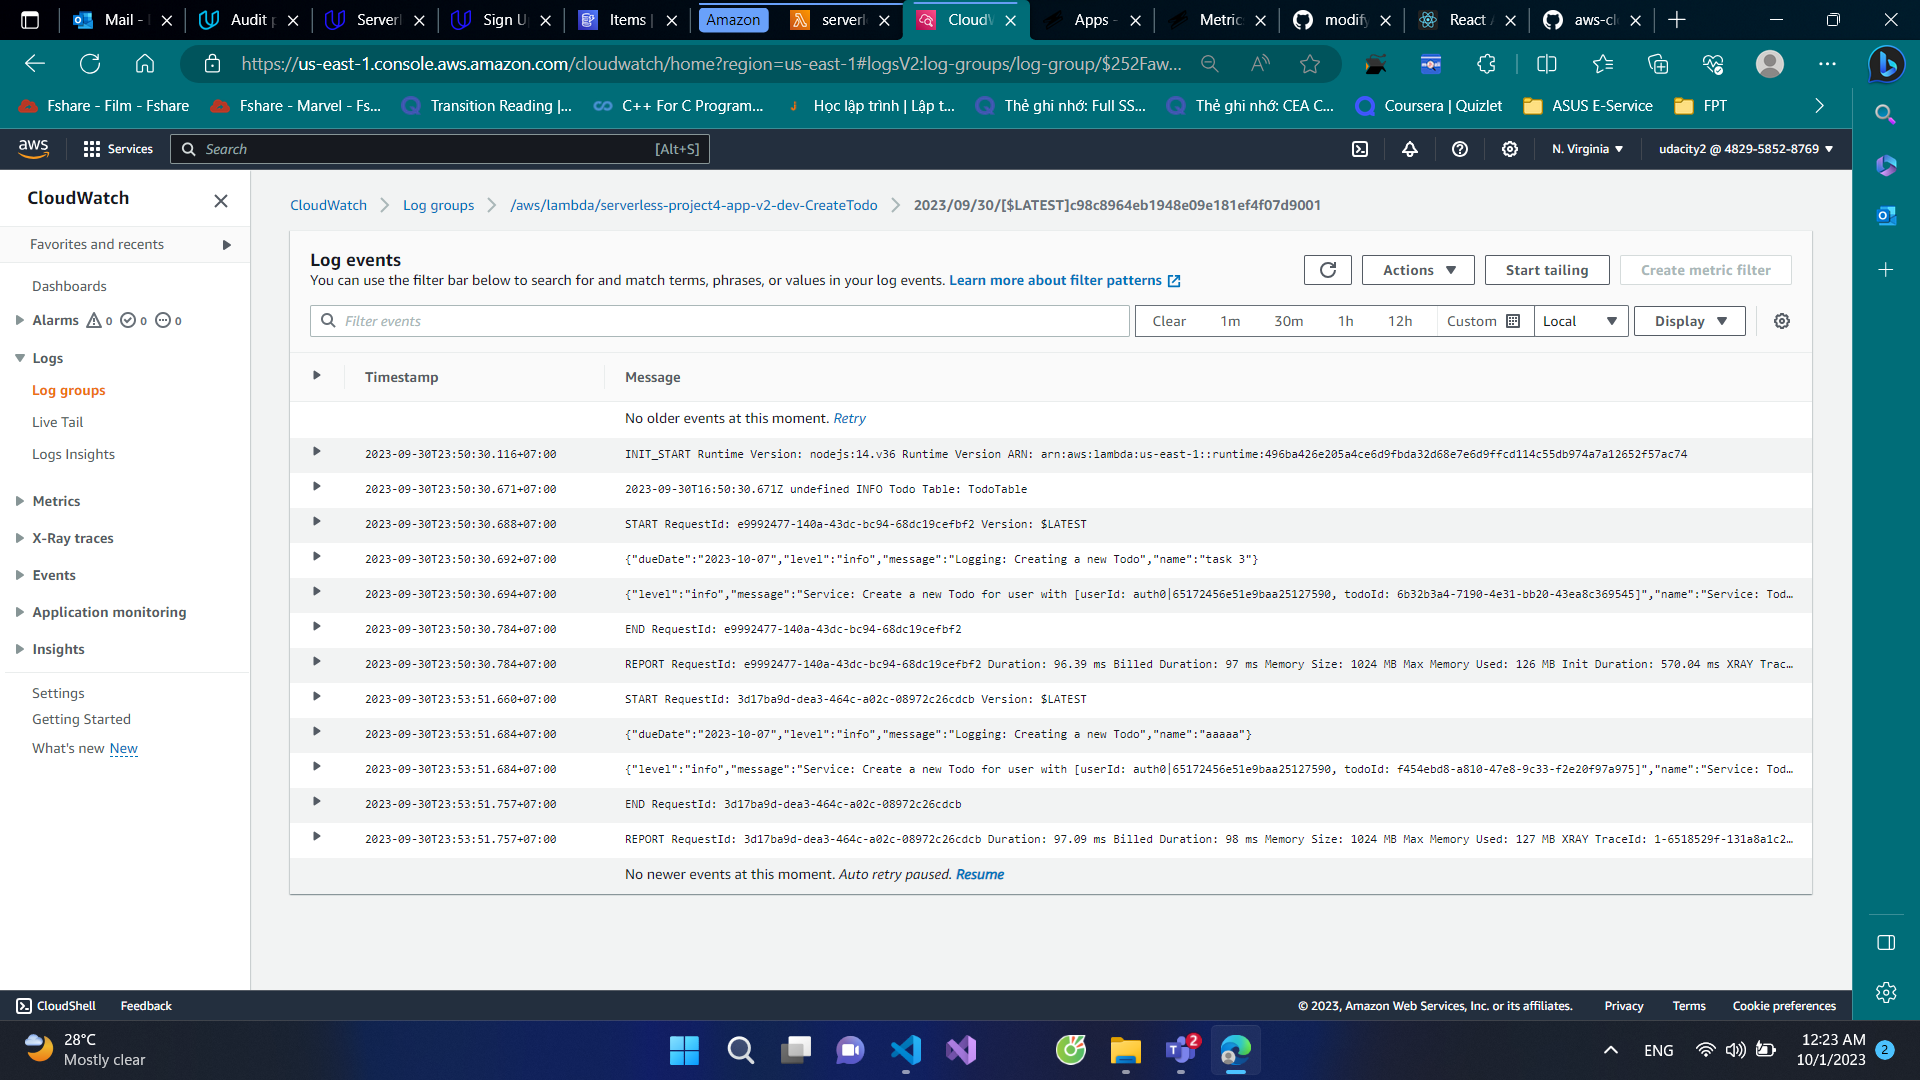 Mail -
Audit p
Serverl
Sign U
Items |
Amazon
serverl
CloudW
Apps -
Metric
modify
React A
aws-cl
https://us-east-1.console.aws.amazon.com/cloudwatch/home?region=us-east-1#logsV2:log-groups/log-group/$252Faw...
Fshare - Film - Fshare
Fshare - Marvel - Fs...
Transition Reading |...
C++ For C Program...
Học lập trình | Lập t...
Thẻ ghi nhớ: Full SS...
Thẻ ghi nhớ: CEA C...
Coursera | Quizlet
ASUS E-Service
FPT
aws
Services
Search
[Alt+S]
N. Virginia
udacity2 @ 4829-5852-8769
CloudWatch
Favorites and recents
Dashboards
Alarms 0 0 0
Logs
Log groups
Live Tail
Logs Insights
Metrics
X-Ray traces
Events
Application monitoring
Insights
Settings
Getting Started
What's new New
CloudWatch
Log groups
/aws/lambda/serverless-project4-app-v2-dev-CreateTodo
2023/09/30/[$LATEST]c98c8964eb1948e09e181ef4f07d9001
Log events
You can use the filter bar below to search for and match terms, phrases, or values in your log events. Learn more about filter patterns
Actions
Start tailing
Create metric filter
Filter events
Clear
1m
30m
1h
12h
Custom
Local
Display
Timestamp
Message
No older events at this moment. Retry
2023-09-30T23:50:30.116+07:00 INIT_START Runtime Version: nodejs:14.v36 Runtime Version ARN: arn:aws:lambda:us-east-1::runtime:496ba426e205a4ce6d9fbda32d68e7e6d9ffcd114c55db974a7a12652f57ac74
2023-09-30T23:50:30.671+07:00 2023-09-30T16:50:30.671Z undefined INFO Todo Table: TodoTable
2023-09-30T23:50:30.688+07:00 START RequestId: e9992477-140a-43dc-bc94-68dc19cefbf2 Version: $LATEST
2023-09-30T23:50:30.692+07:00 {"dueDate":"2023-10-07","level":"info","message":"Logging: Creating a new Todo","name":"task 3"}
2023-09-30T23:50:30.694+07:00 {"level":"info","message":"Service: Create a new Todo for user with [userId: auth0|65172456e51e9baa25127590, todoId: 6b32b3a4-7190-4e31-bb20-43ea8c369545]","name":"Service: Tod...
2023-09-30T23:50:30.784+07:00 END RequestId: e9992477-140a-43dc-bc94-68dc19cefbf2
2023-09-30T23:50:30.784+07:00 REPORT RequestId: e9992477-140a-43dc-bc94-68dc19cefbf2 Duration: 96.39 ms Billed Duration: 97 ms Memory Size: 1024 MB Max Memory Used: 126 MB Init Duration: 570.04 ms XRAY Trac...
2023-09-30T23:53:51.660+07:00 START RequestId: 3d17ba9d-dea3-464c-a02c-08972c26cdcb Version: $LATEST
2023-09-30T23:53:51.684+07:00 {"dueDate":"2023-10-07","level":"info","message":"Logging: Creating a new Todo","name":"aaaaa"}
2023-09-30T23:53:51.684+07:00 {"level":"info","message":"Service: Create a new Todo for user with [userId: auth0|65172456e51e9baa25127590, todoId: f454ebd8-a810-47e8-9c33-f2e20f97a975]","name":"Service: Tod...
2023-09-30T23:53:51.757+07:00 END RequestId: 3d17ba9d-dea3-464c-a02c-08972c26cdcb
2023-09-30T23:53:51.757+07:00 REPORT RequestId: 3d17ba9d-dea3-464c-a02c-08972c26cdcb Duration: 97.09 ms Billed Duration: 98 ms Memory Size: 1024 MB Max Memory Used: 127 MB XRAY TraceId: 1-6518529f-131a8a1c2...
No newer events at this moment. Auto retry paused. Resume
CloudShell
Feedback
© 2023, Amazon Web Services, Inc. or its affiliates.
Privacy
Terms
Cookie preferences
28°C
Mostly clear
2
ENG
12:23 AM
10/1/2023
2